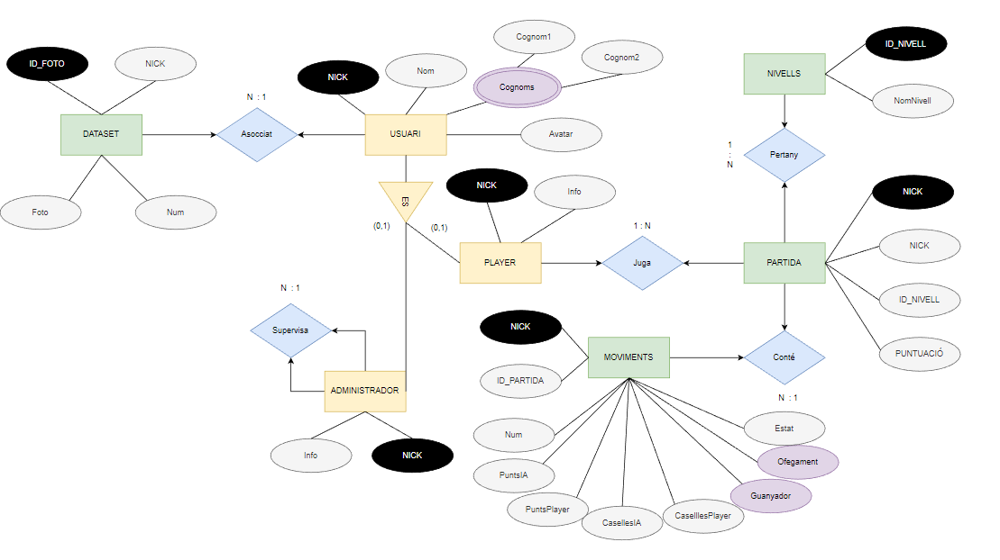 Cognom1
ID_NIVELL
Cognom2
ID_FOTO
NICK
Nom
NICK
NIVELLS
Cognoms
N : 1
NomNivell
DATASET
Asocciat
USUARI
Avatar
1
:
N
Pertany
NICK
Info
NICK
ES
Foto
Num
(0,1)
(0,1)
1 : N
NICK
PLAYER
Juga
PARTIDA
N : 1
ID_NIVELL
NICK
Supervisa
MOVIMENTS
Conté
PUNTUACIÓ
ID_PARTIDA
ADMINISTRADOR
N : 1
Num
Estat
Info
NICK
Ofegament
PuntsIA
Guanyador
PuntsPlayer
CasellesIA
CaselllesPlayer